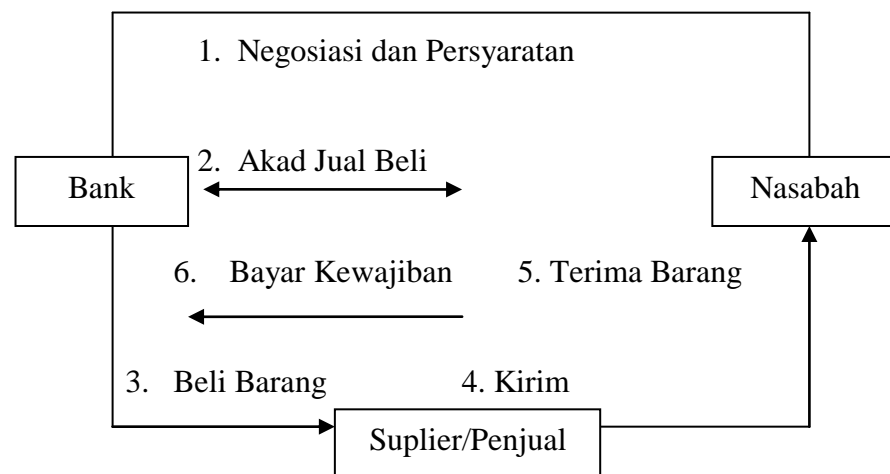 1. Negosiasi dan Persyaratan
2. Akad Jual Beli
Bank
Nasabah
6. Bayar Kewajiban
5. Terima Barang
3. Beli Barang
4. Kirim
Suplier/Penjual